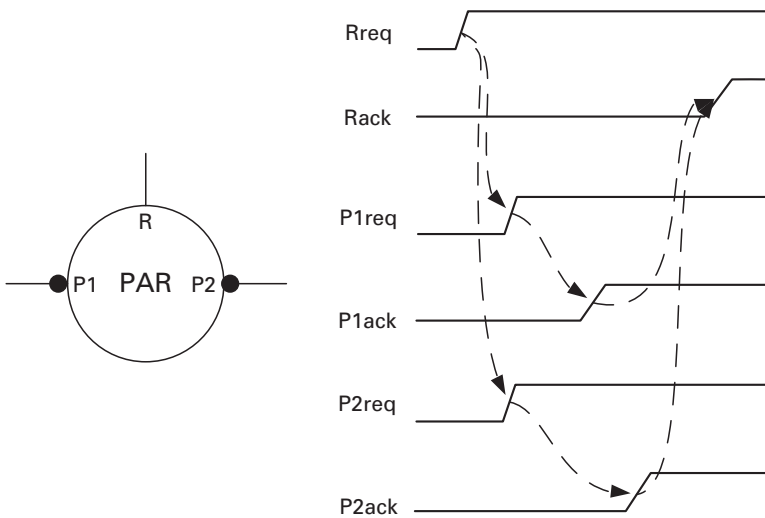 R
P1 PAR P2
Rreq
Rack
P1req
P1ack
P2req
P2ack